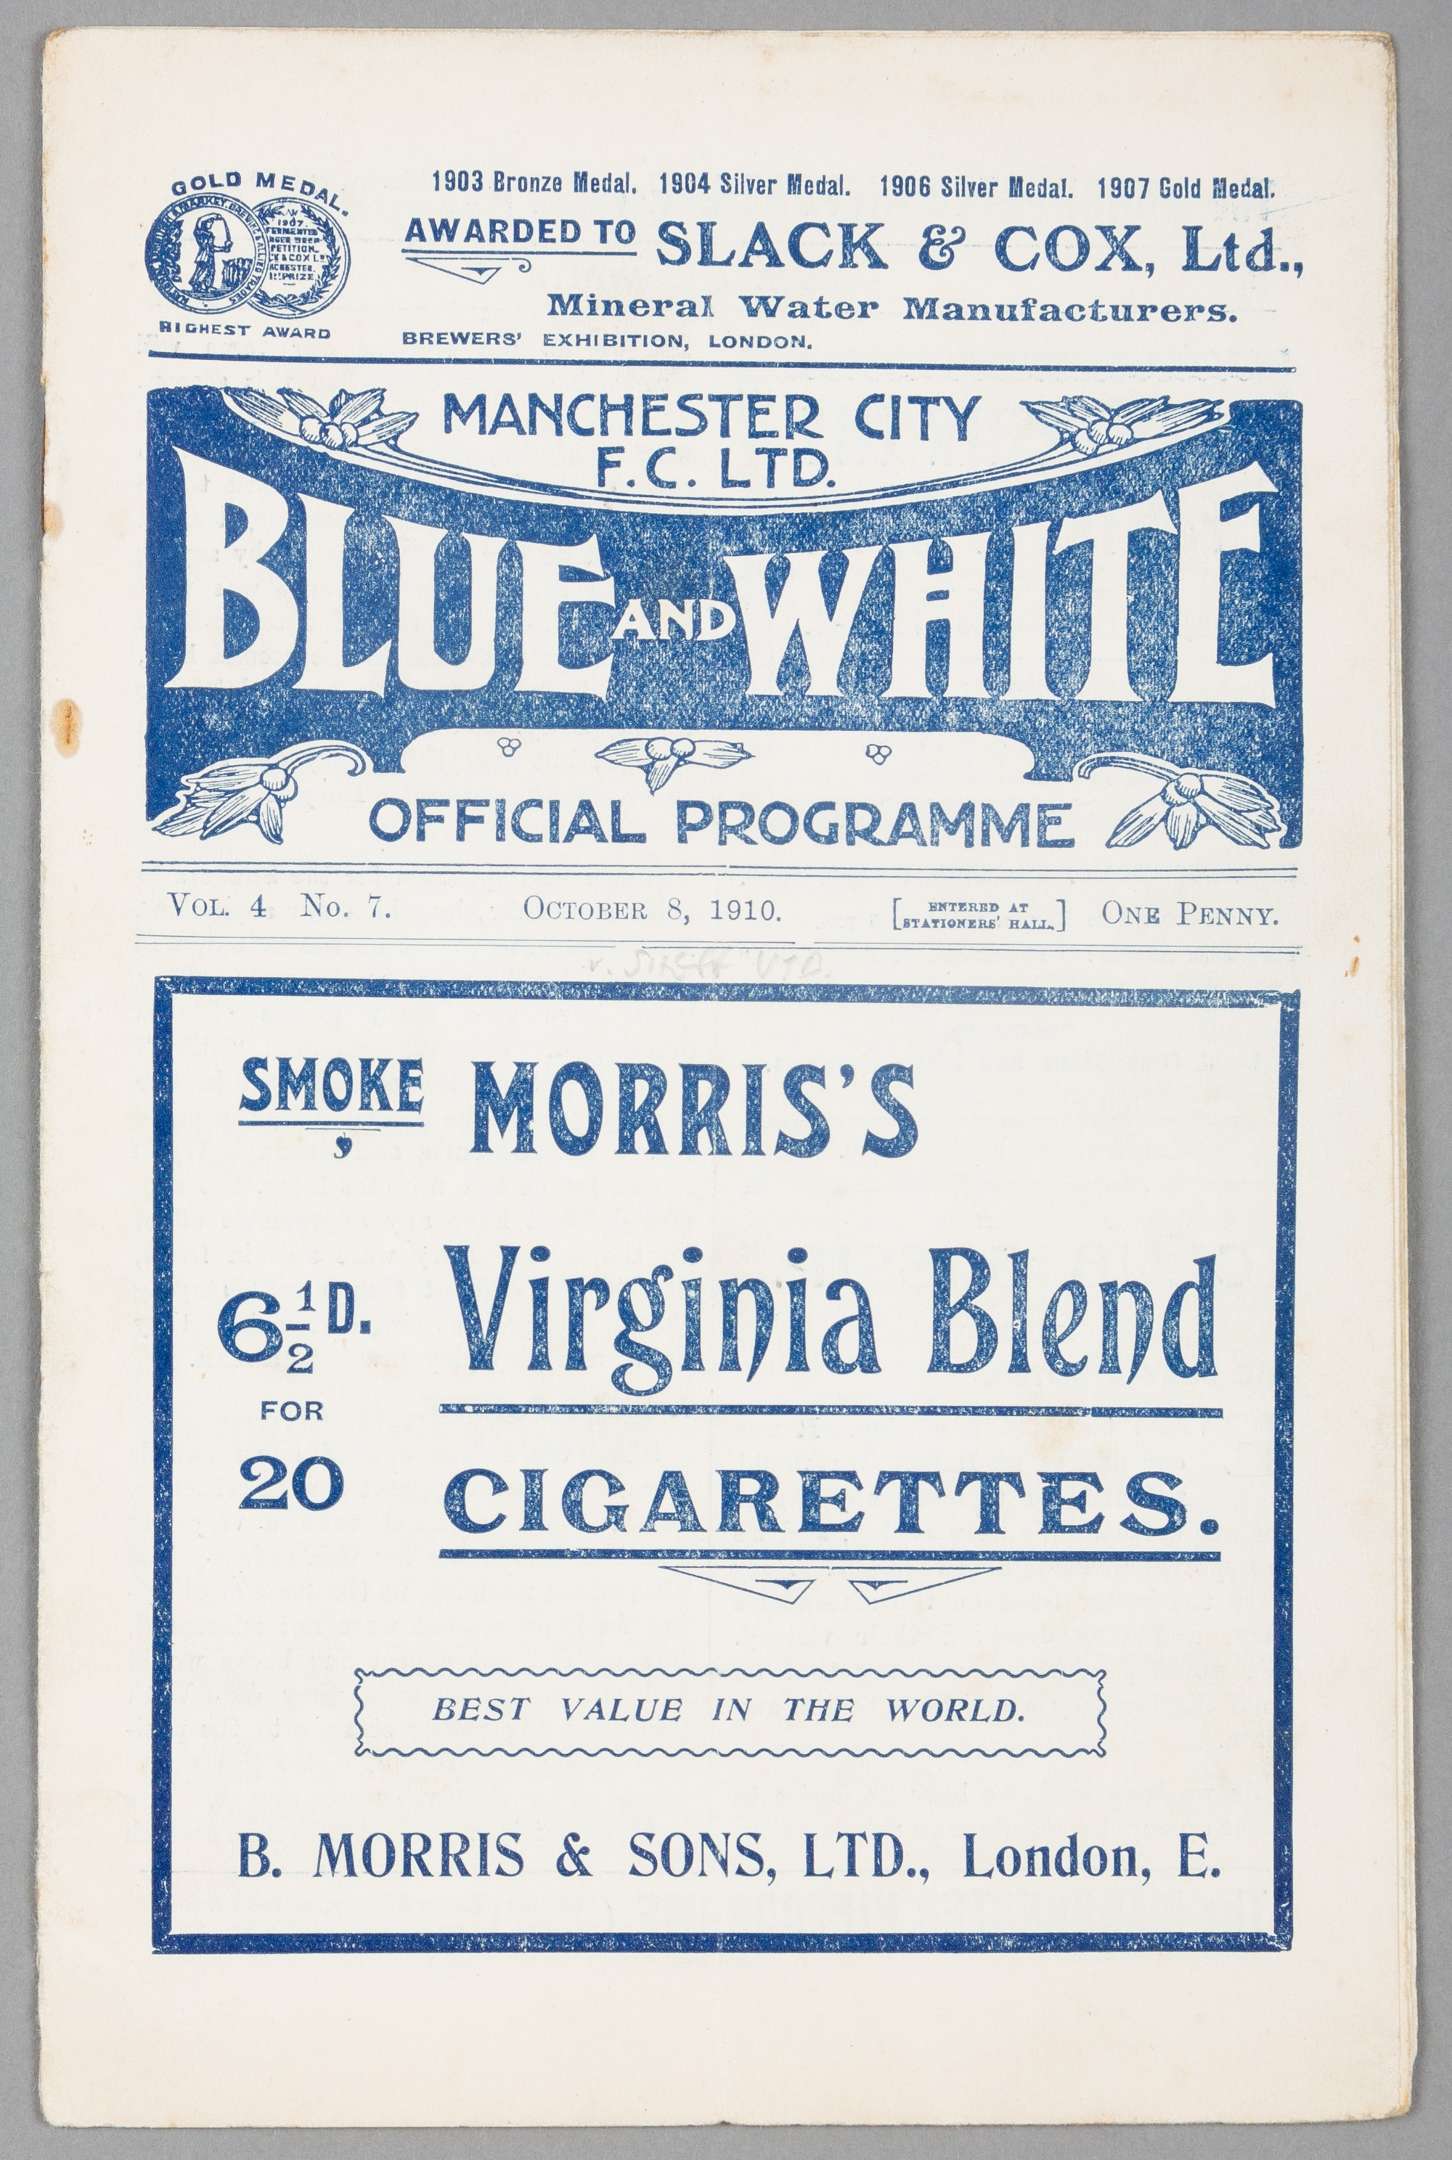 GOLD MEDAL.
HIGHEST AWARD
1903 Bronze Medal. 1904 Silver Medal. 1906 Silver Medal. 1907 Gold Medal.
AWARDED TO SLACK & COX, Ltd.,
Mineral Water Manufacturers.
BREWERS' EXHIBITION, LONDON.
MANCHESTER CITY
F.C. LTD.
BLUE AND WHITE
OFFICIAL PROGRAMME
VOL. 4 No. 7. OCTOBER 8, 1910. [ENTERED AT STATIONERS' HALL.] ONE PENNY.
SMOKE MORRIS'S
6½D. Virginia Blend
FOR
20 CIGARETTES.
BEST VALUE IN THE WORLD.
B. MORRIS & SONS, LTD., London, E.